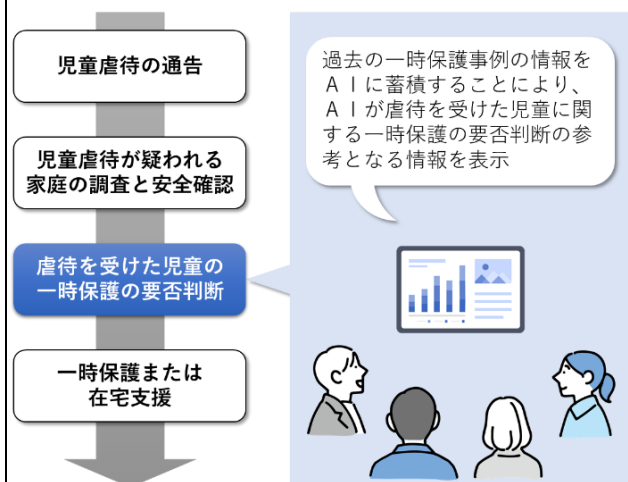 児童虐待の通告
児童虐待が疑われる
家庭の調査と安全確認
虐待を受けた児童の
一時保護の要否判断
一時保護または
在宅支援
過去の一時保護事例の情報を
ＡＩに蓄積することにより、
ＡＩが虐待を受けた児童に関
する一時保護の要否判断の参
考となる情報を表示